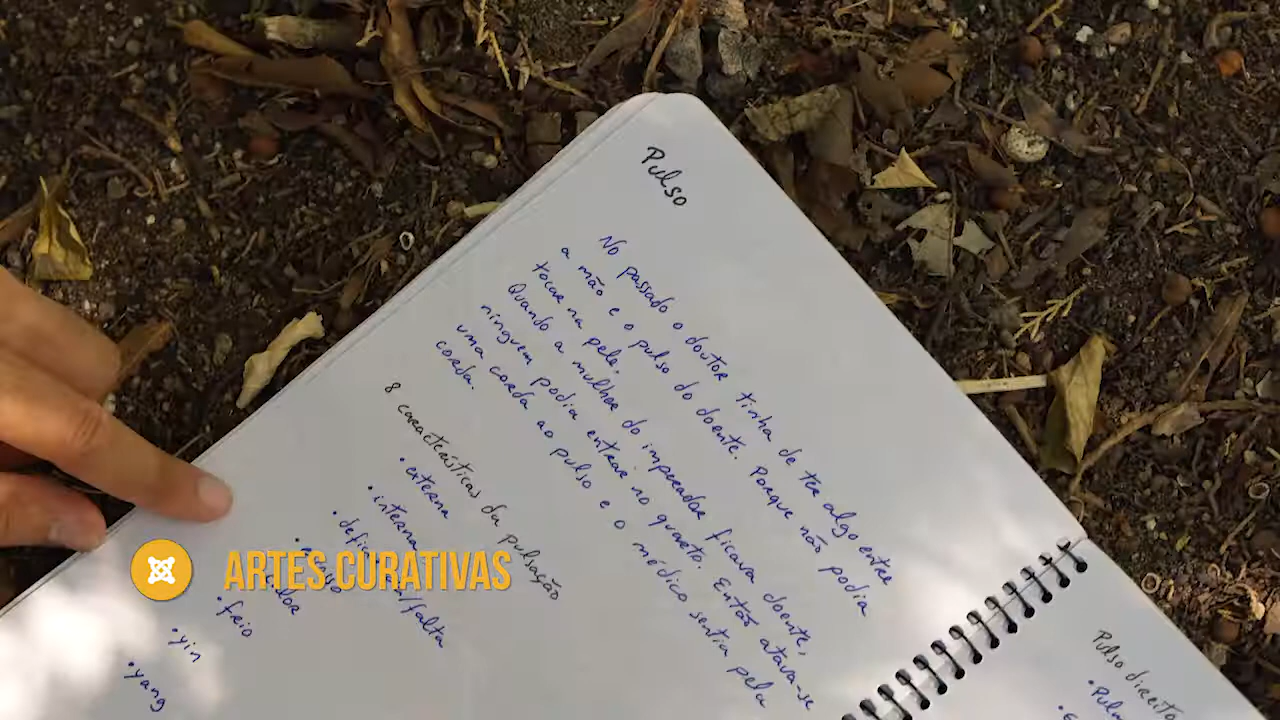 Pulso
No passado o doutor tinha de ter algo entre
a mão e o pulso do doente. Porque não podia
tocar na pele.
Quando a mulher do imperador ficava doente,
ninguem podia entrar no quarto. Então atava-se
uma corda ao pulso e o médico sentia pela
corda.
8 características da pulsação
• externa
• interna
• /falta
• calor
• frio
• yin
• yang
Pulso direito
ARTES CURATIVAS